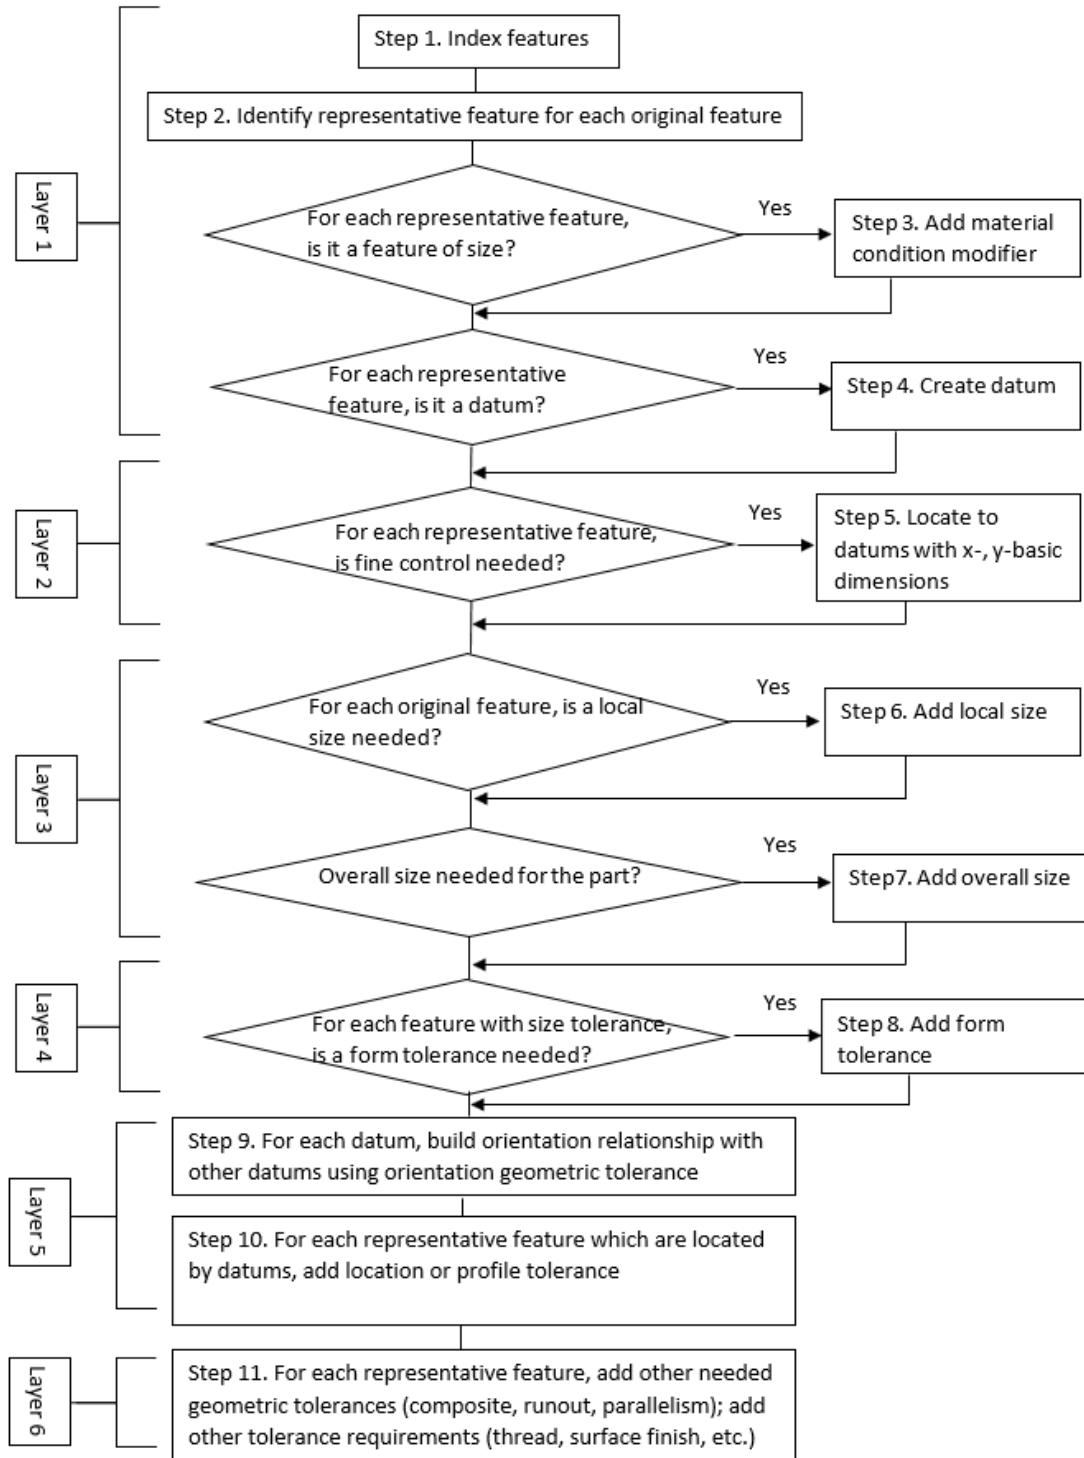 Step 1. Index features
Step 2. Identify representative feature for each original feature
Layer 1
For each representative feature,
is it a feature of size?
Yes
Step 3. Add material
condition modifier
For each representative
feature, is it a datum?
Yes
Step 4. Create datum
Layer 2
For each representative feature,
is fine control needed?
Yes
Step 5. Locate to
datums with x-, y-basic
dimensions
Layer 3
For each original feature, is a local
size needed?
Yes
Step 6. Add local size
Overall size needed for the part?
Yes
Step7. Add overall size
Layer 4
For each feature with size tolerance,
is a form tolerance needed?
Yes
Step 8. Add form
tolerance
Layer 5
Step 9. For each datum, build orientation relationship with
other datums using orientation geometric tolerance
Step 10. For each representative feature which are located
by datums, add location or profile tolerance
Layer 6
Step 11. For each representative feature, add other needed
geometric tolerances (composite, runout, parallelism); add
other tolerance requirements (thread, surface finish, etc.)